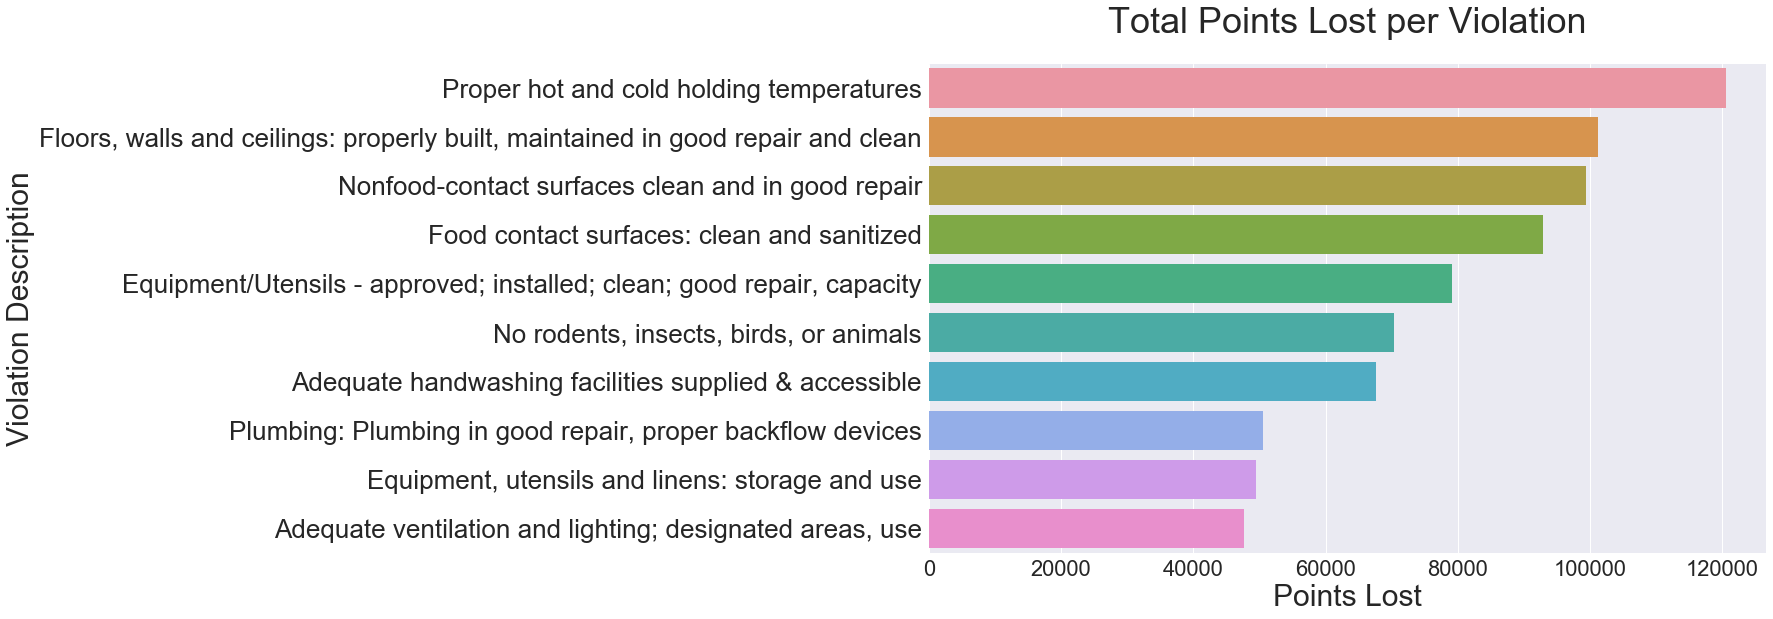 Total Points Lost per Violation
Violation Description
Proper hot and cold holding temperatures
Floors, walls and ceilings: properly built, maintained in good repair and clean
Nonfood-contact surfaces clean and in good repair
Food contact surfaces: clean and sanitized
Equipment/Utensils - approved; installed; clean; good repair, capacity
No rodents, insects, birds, or animals
Adequate handwashing facilities supplied & accessible
Plumbing: Plumbing in good repair, proper backflow devices
Equipment, utensils and linens: storage and use
Adequate ventilation and lighting; designated areas, use
0 20000 40000 60000 80000 100000 120000
Points Lost